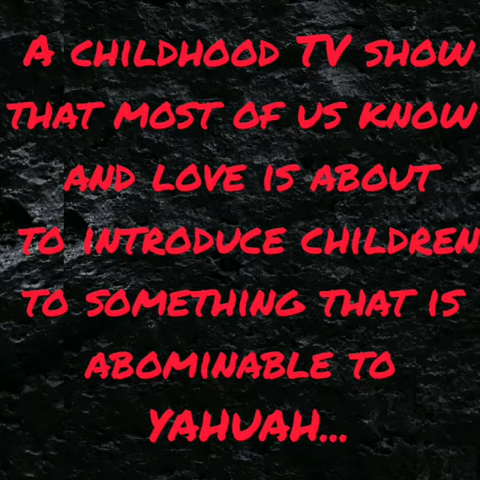 A CHILDHOOD TV SHOW
THAT MOST OF US KNOW
AND LOVE IS ABOUT
TO INTRODUCE CHILDREN
TO SOMETHING THAT IS
ABOMINABLE TO
YAHUAH...